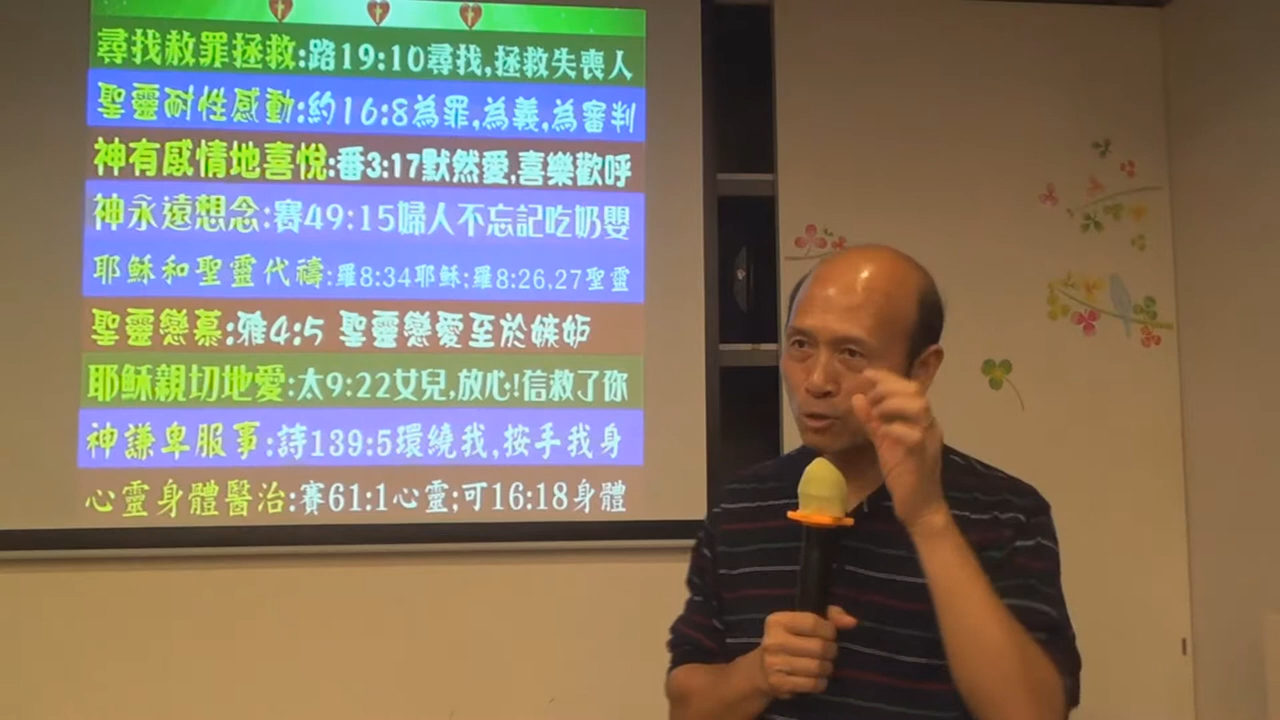 尋找赦罪拯救:路19:10尋找,拯救失喪人
聖靈耐性感動:約16:8為罪,為義,為審判
神有感情地喜悅:番3:17默然愛,喜樂歡呼
神永遠想念:賽49:15婦人不忘記吃奶嬰
耶穌和聖靈代禱:羅8:34耶穌;羅8:26,27聖靈
聖靈戀慕:雅4:5 聖靈戀愛至於嫉妒
耶穌親切地愛:太9:22女兒,放心!信救了你
神謙卑服事:詩139:5環繞我,按手我身
心靈身體醫治:賽61:1心靈;可16:18身體